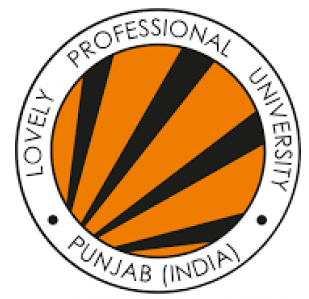 LOVELY PROFESSIONAL UNIVERSITY
• PUNJAB (INDIA) •